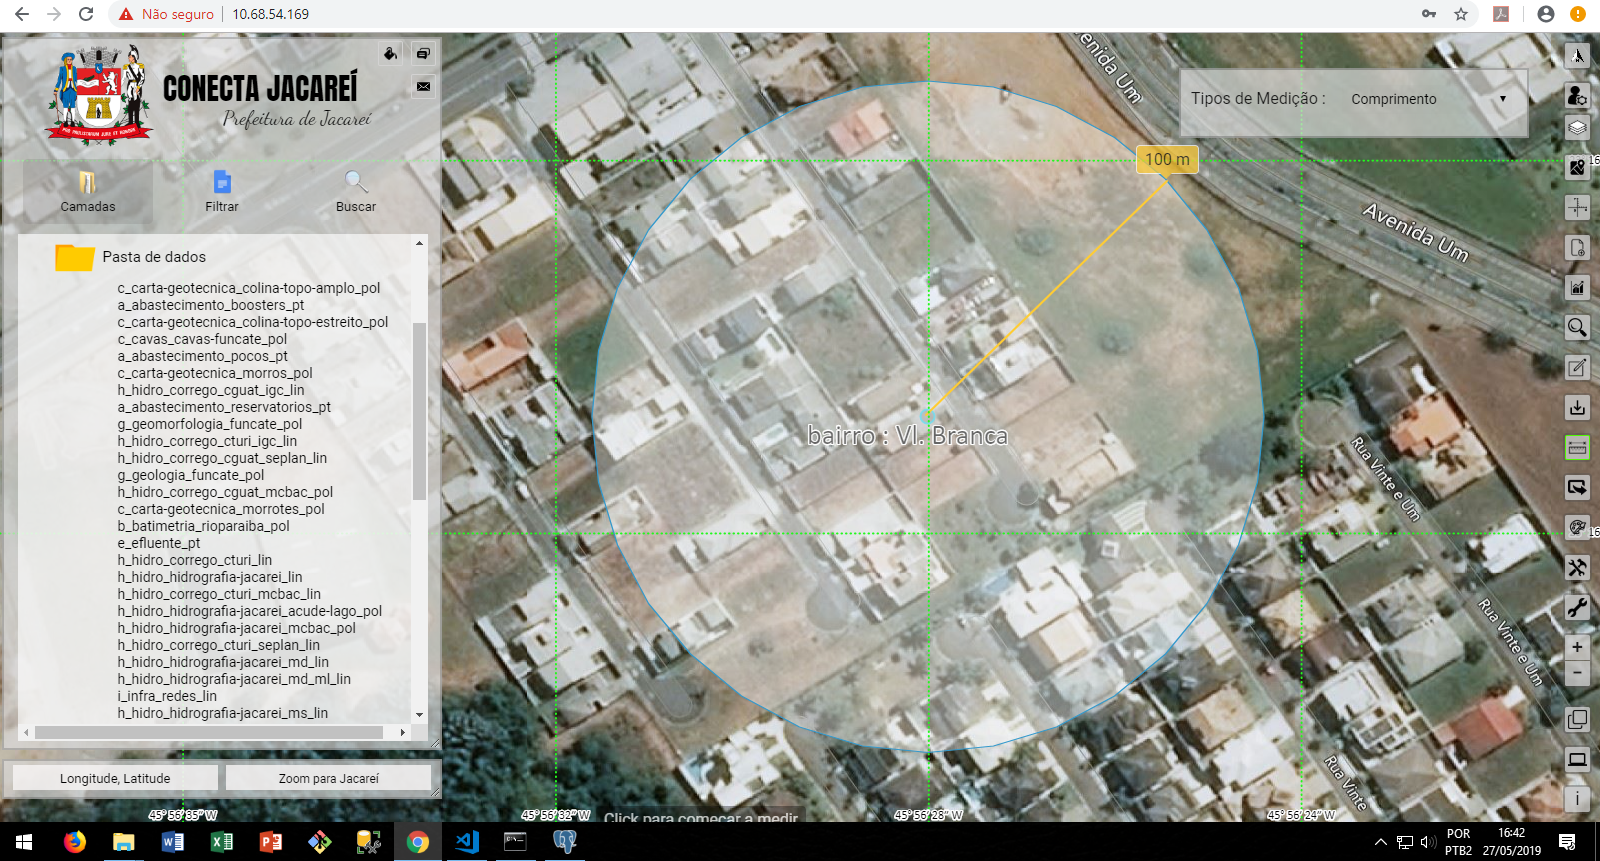 Não seguro
10.68.54.169
CONECTA JACAREÍ
Prefeitura de Jacareí
Camadas
Filtrar
Buscar
Pasta de dados
c_carta-geotecnica_colina-topo-amplo_pol
a_abastecimento_boosters_pt
c_carta-geotecnica_colina-topo-estreito_pol
c_cavas_cavas-funcate_pol
a_abastecimento_pocos_pt
c_carta-geotecnica_morros_pol
h_hidro_corrego_cguat_igc_lin
a_abastecimento_reservatorios_pt
g_geomorfologia_funcate_pol
h_hidro_corrego_cturi_igc_lin
h_hidro_corrego_cguat_seplan_lin
g_geologia_funcate_pol
h_hidro_corrego_cguat_mcbac_pol
c_carta-geotecnica_morrotes_pol
b_batimetria_rioparaiba_pol
e_efluente_pt
h_hidro_corrego_cturi_lin
h_hidro_hidrografia-jacarei_lin
h_hidro_corrego_cturi_mcbac_lin
h_hidro_hidrografia-jacarei_acude-lago_pol
h_hidro_hidrografia-jacarei_mcbac_pol
h_hidro_corrego_cturi_seplan_lin
h_hidro_hidrografia-jacarei_md_lin
h_hidro_hidrografia-jacarei_md_ml_lin
i_infra_redes_lin
h_hidro_hidrografia-jacarei_ms_lin
Longitude, Latitude
Zoom para Jacareí
Tipos de Medição :
Comprimento
Avenida Um
100 m
Avenida Um
bairro : Vl. Branca
Rua Vinte e Um
Rua Vinte e Um
Rua Vinte
16
16
45°56'35" W
45°56'32" W
45°56'28" W
45°56'24" W
Click para começar a medir
POR
PTB2
16:42
27/05/2019